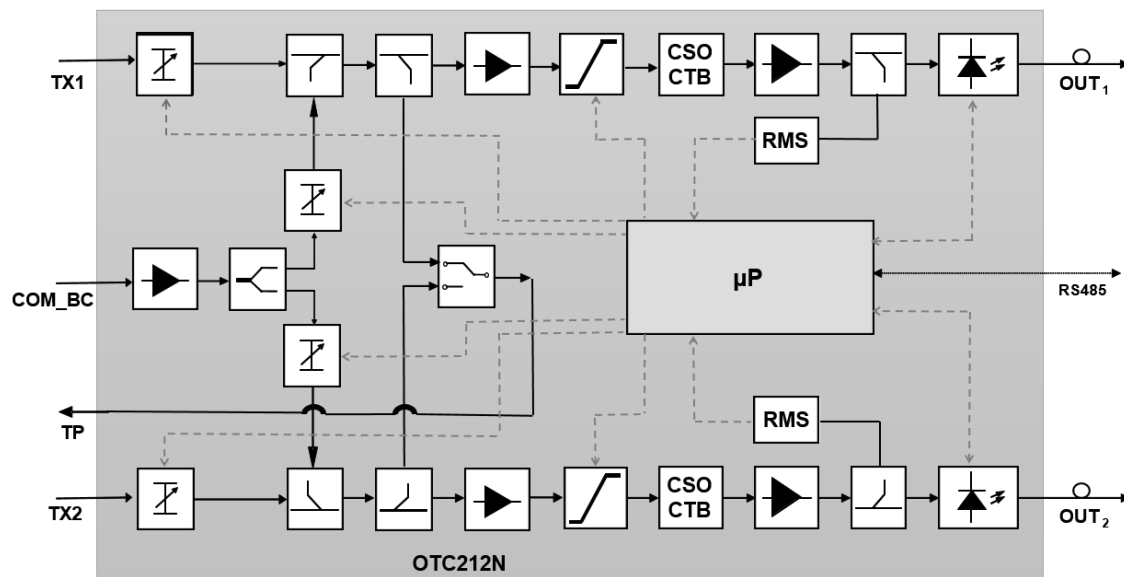 TX1
CSO
CTB
OUT₁
RMS
COM_BC
µP
RS485
TP
RMS
TX2
CSO
CTB
OUT₂
OTC212N